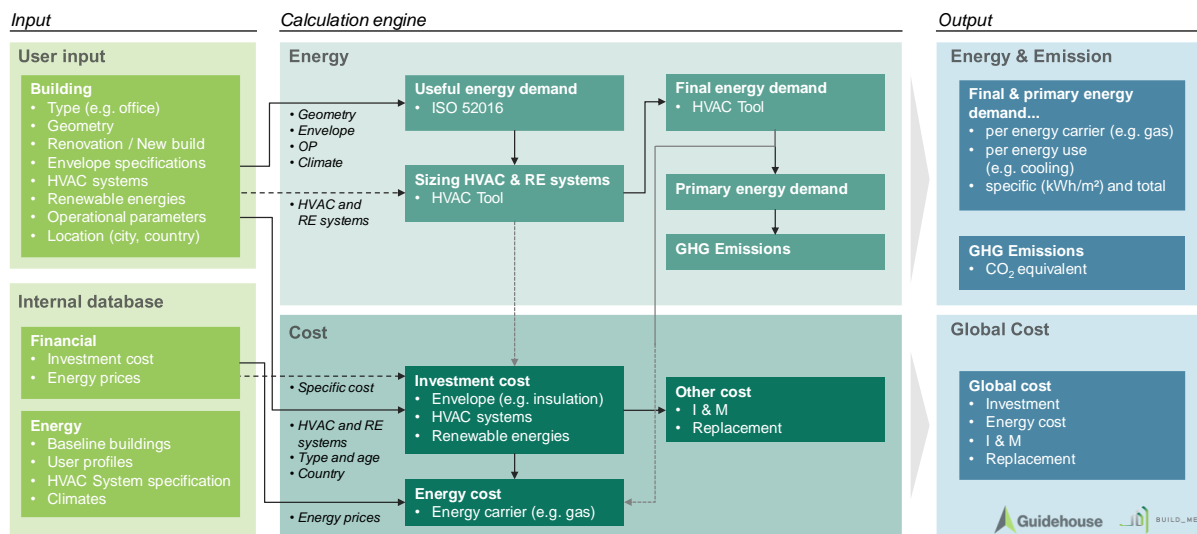 Input
Calculation engine
Output
User input
Building
• Type (e.g. office)
• Geometry
• Renovation / New build
• Envelope specifications
• HVAC systems
• Renewable energies
• Operational parameters
• Location (city, country)
Internal database
Financial
• Investment cost
• Energy prices
Energy
• Baseline buildings
• User profiles
• HVAC System specification
• Climates
Energy
• Geometry
• Envelope
• OP
• Climate
• HVAC and
RE systems
Useful energy demand
• ISO 52016
Sizing HVAC & RE systems
• HVAC Tool
Final energy demand
• HVAC Tool
Primary energy demand
GHG Emissions
Cost
• Specific cost
• HVAC and RE
systems
• Type and age
• Country
• Energy prices
Investment cost
• Envelope (e.g. insulation)
• HVAC systems
• Renewable energies
Energy cost
• Energy carrier (e.g. gas)
Other cost
• I & M
• Replacement
Energy & Emission
Final & primary energy
demand...
• per energy carrier (e.g. gas)
• per energy use
(e.g. cooling)
• specific (kWh/m²) and total
GHG Emissions
• CO₂ equivalent
Global Cost
Global cost
• Investment
• Energy cost
• I & M
• Replacement
Guidehouse
BUILD_ME